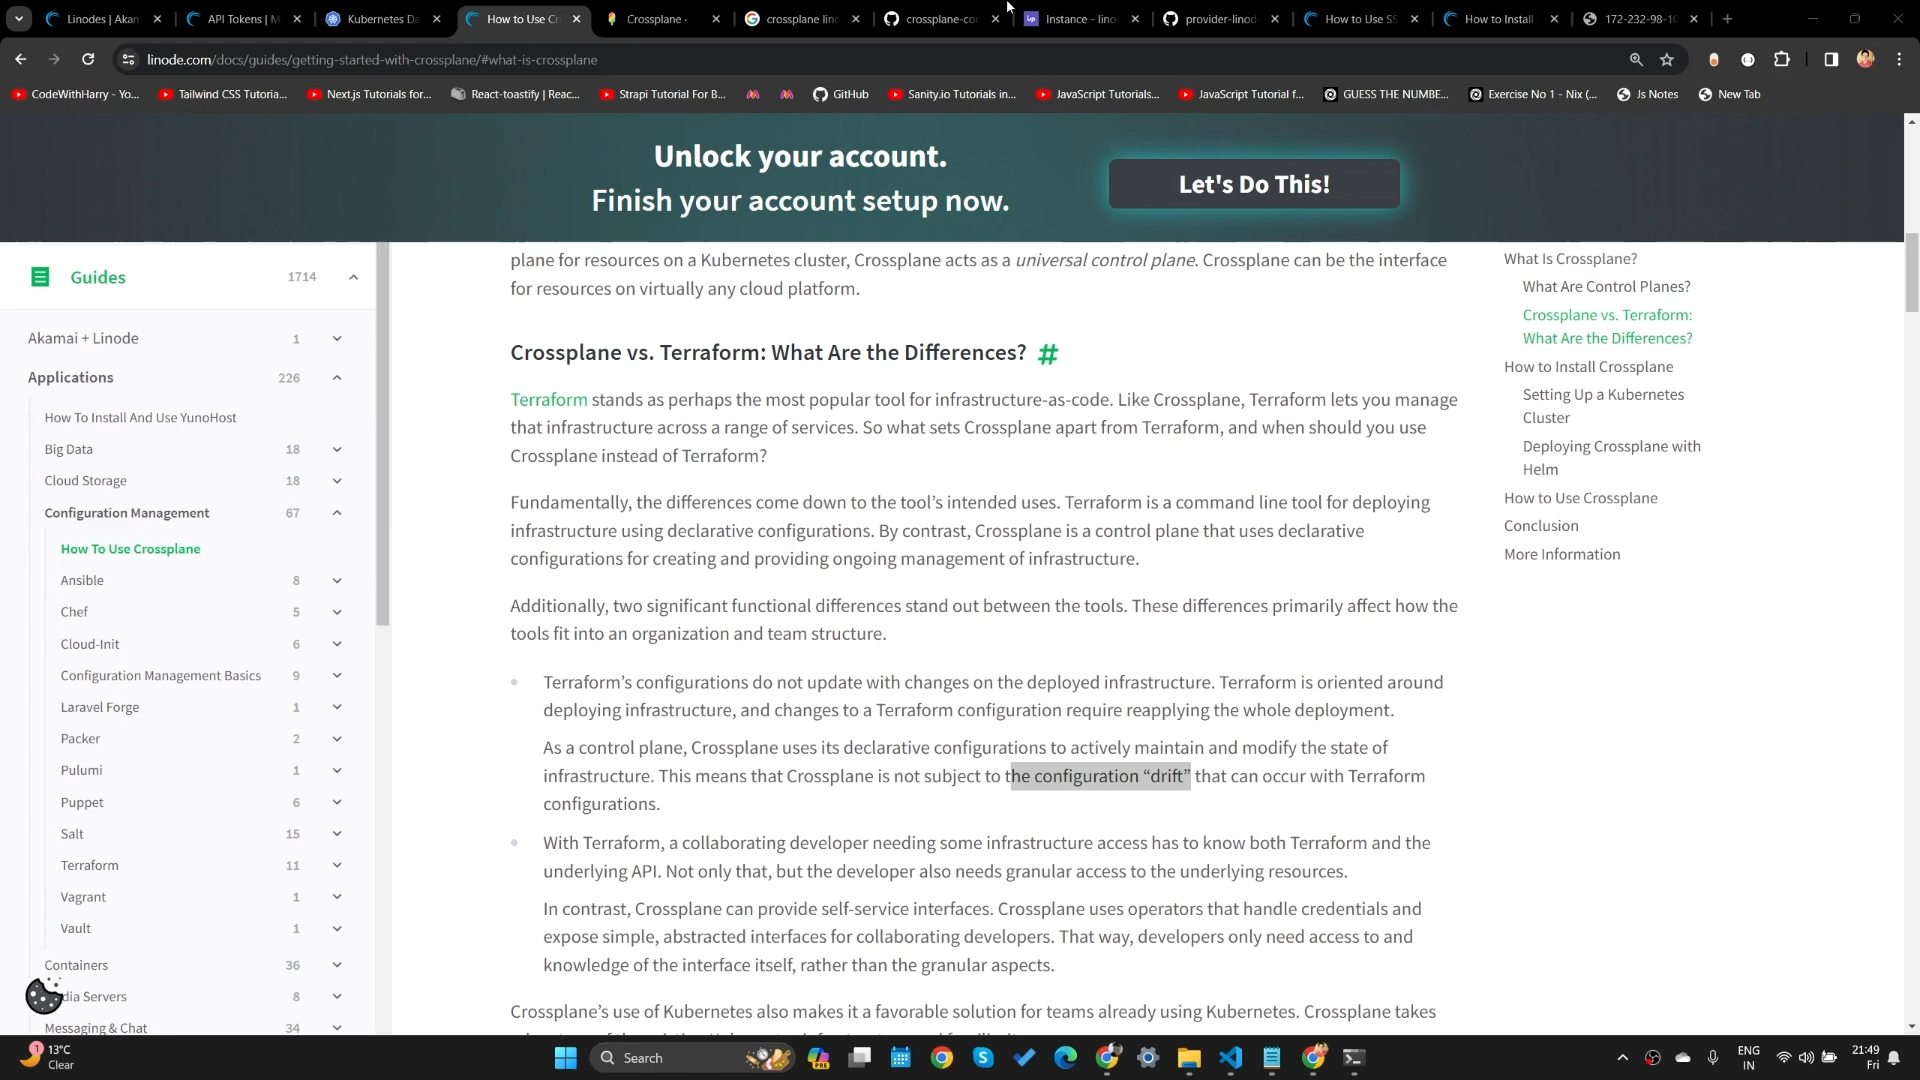 Linodes | Akam
API Tokens | M
Kubernetes Da
How to Use Cr
Crossplane ·
crossplane lino
crossplane-con
Instance - lino
provider-linod
How to Use SS
How to Install
172-232-98-10
linode.com/docs/guides/getting-started-with-crossplane/#what-is-crossplane
CodeWithHarry - Yo...
Tailwind CSS Tutoria...
Next.js Tutorials for...
React-toastify | Reac...
Strapi Tutorial For B...
GitHub
Sanity.io Tutorials in...
JavaScript Tutorials...
JavaScript Tutorial f...
GUESS THE NUMBE...
Exercise No 1 - Nix (...
Js Notes
New Tab
Unlock your account.
Finish your account setup now.
Let's Do This!
Guides 1714
Akamai + Linode 1
Applications 226
How To Install And Use YunoHost
Big Data 18
Cloud Storage 18
Configuration Management 67
How To Use Crossplane
Ansible 8
Chef 5
Cloud-Init 6
Configuration Management Basics 9
Laravel Forge 1
Packer 2
Pulumi 1
Puppet 6
Salt 15
Terraform 11
Vagrant 1
Vault 1
Containers 36
dia Servers 8
Messaging & Chat 34
plane for resources on a Kubernetes cluster, Crossplane acts as a universal control plane. Crossplane can be the interface
for resources on virtually any cloud platform.
Crossplane vs. Terraform: What Are the Differences? #
Terraform stands as perhaps the most popular tool for infrastructure-as-code. Like Crossplane, Terraform lets you manage
that infrastructure across a range of services. So what sets Crossplane apart from Terraform, and when should you use
Crossplane instead of Terraform?
Fundamentally, the differences come down to the tool’s intended uses. Terraform is a command line tool for deploying
infrastructure using declarative configurations. By contrast, Crossplane is a control plane that uses declarative
configurations for creating and providing ongoing management of infrastructure.
Additionally, two significant functional differences stand out between the tools. These differences primarily affect how the
tools fit into an organization and team structure.
• Terraform’s configurations do not update with changes on the deployed infrastructure. Terraform is oriented around
deploying infrastructure, and changes to a Terraform configuration require reapplying the whole deployment.
As a control plane, Crossplane uses its declarative configurations to actively maintain and modify the state of
infrastructure. This means that Crossplane is not subject to the configuration “drift” that can occur with Terraform
configurations.
• With Terraform, a collaborating developer needing some infrastructure access has to know both Terraform and the
underlying API. Not only that, but the developer also needs granular access to the underlying resources.
In contrast, Crossplane can provide self-service interfaces. Crossplane uses operators that handle credentials and
expose simple, abstracted interfaces for collaborating developers. That way, developers only need access to and
knowledge of the interface itself, rather than the granular aspects.
Crossplane’s use of Kubernetes also makes it a favorable solution for teams already using Kubernetes. Crossplane takes
What Is Crossplane?
What Are Control Planes?
Crossplane vs. Terraform:
What Are the Differences?
How to Install Crossplane
Setting Up a Kubernetes
Cluster
Deploying Crossplane with
Helm
How to Use Crossplane
Conclusion
More Information
1
13°C
Clear
Search
PRE
ENG
IN
21:49
Fri